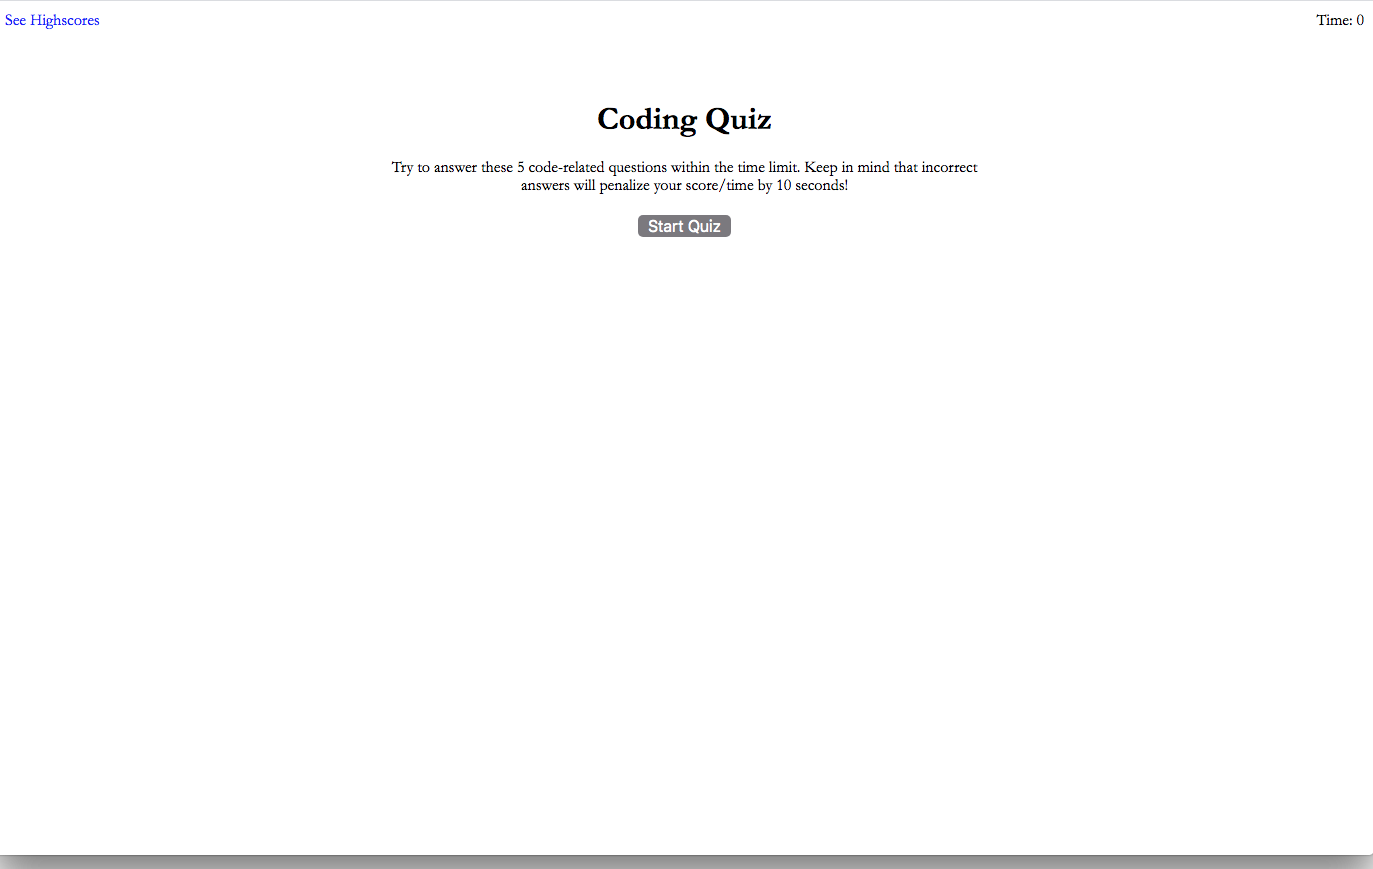 See Highscores
Time: 0
Coding Quiz
Try to answer these 5 code-related questions within the time limit. Keep in mind that incorrect
answers will penalize your score/time by 10 seconds!
Start Quiz